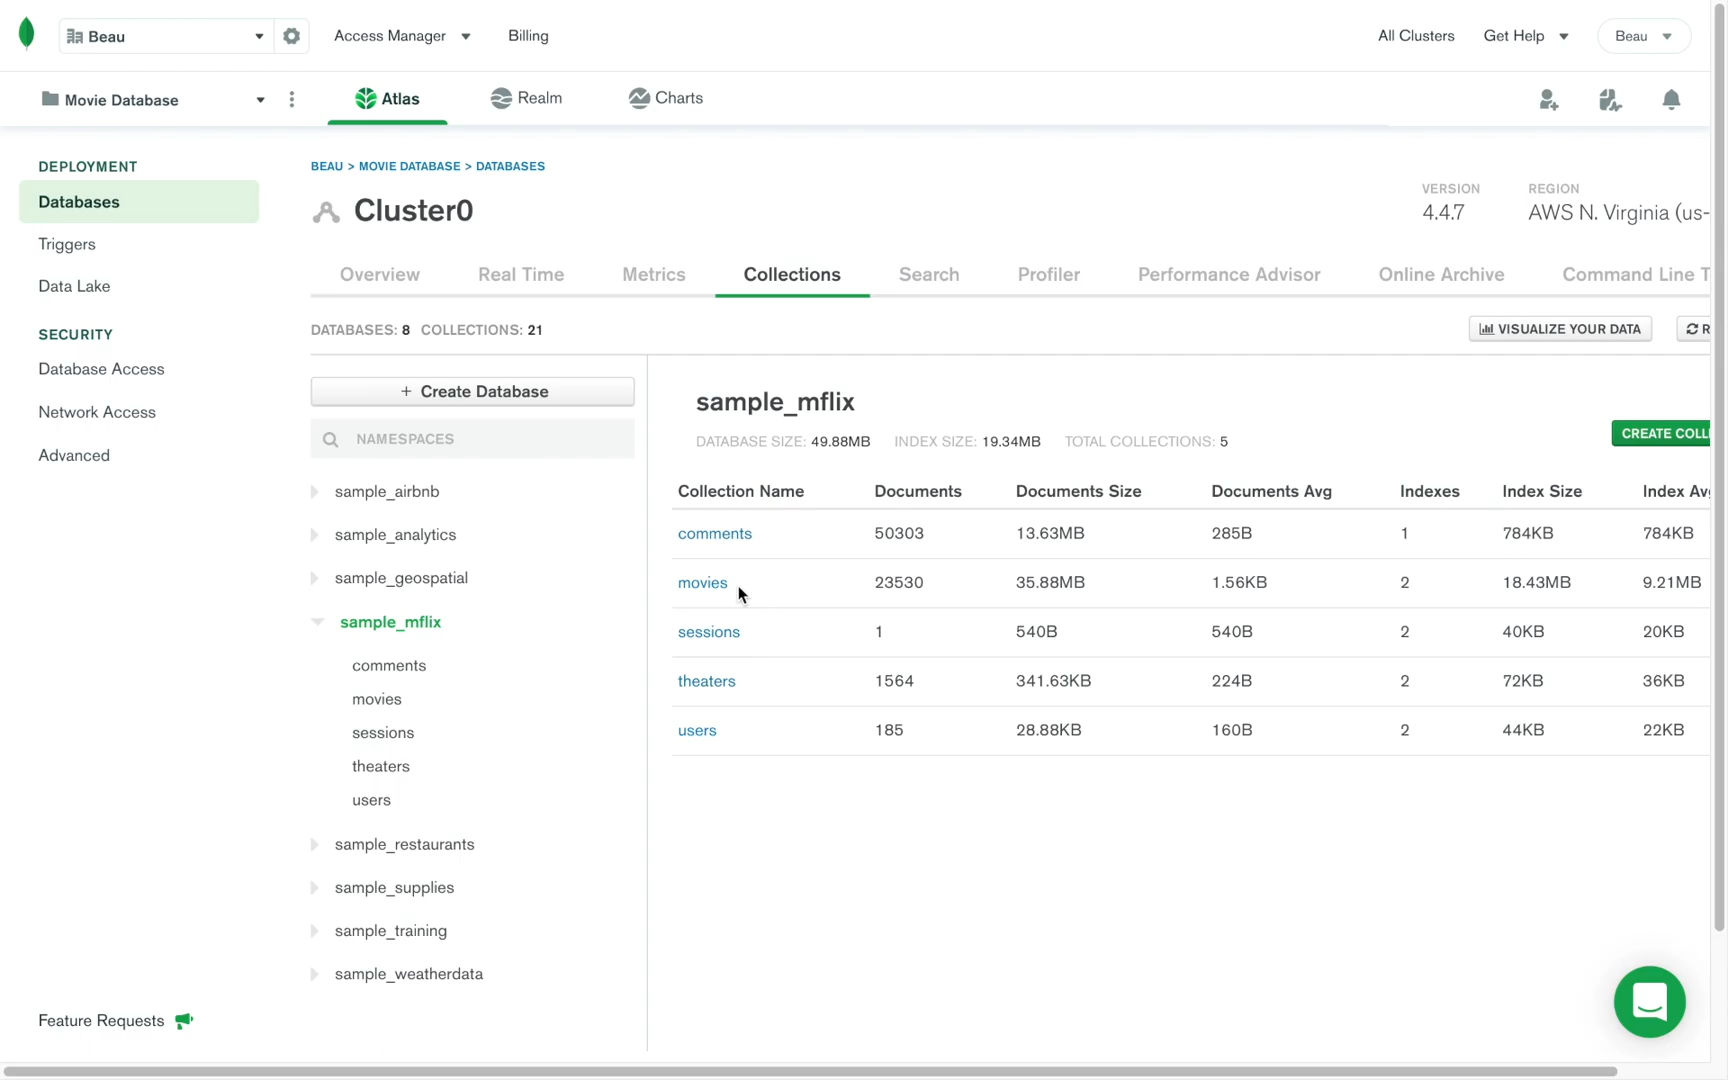 Beau
Access Manager
Billing
All Clusters
Get Help
Beau
Movie Database
Atlas
Realm
Charts
DEPLOYMENT
Databases
Triggers
Data Lake
SECURITY
Database Access
Network Access
Advanced
Feature Requests
BEAU > MOVIE DATABASE > DATABASES
Cluster0
VERSION
4.4.7
REGION
AWS N. Virginia (us-
Overview
Real Time
Metrics
Collections
Search
Profiler
Performance Advisor
Online Archive
Command Line T
DATABASES: 8 COLLECTIONS: 21
VISUALIZE YOUR DATA
R
+ Create Database
NAMESPACES
sample_airbnb
sample_analytics
sample_geospatial
sample_mflix
comments
movies
sessions
theaters
users
sample_restaurants
sample_supplies
sample_training
sample_weatherdata
sample_mflix
DATABASE SIZE: 49.88MB INDEX SIZE: 19.34MB TOTAL COLLECTIONS: 5
CREATE COLL
Collection Name Documents Documents Size Documents Avg Indexes Index Size Index Avg
comments 50303 13.63MB 285B 1 784KB 784KB
movies 23530 35.88MB 1.56KB 2 18.43MB 9.21MB
sessions 1 540B 540B 2 40KB 20KB
theaters 1564 341.63KB 224B 2 72KB 36KB
users 185 28.88KB 160B 2 44KB 22KB